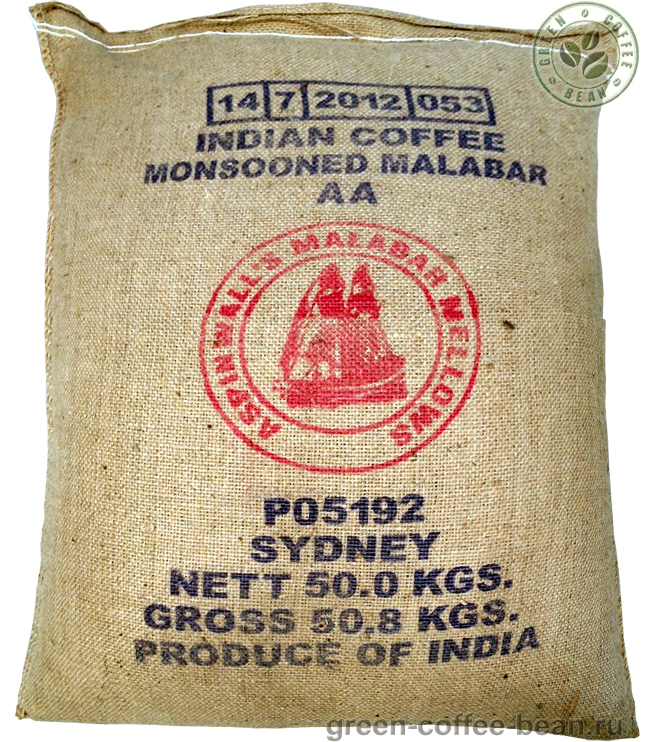 GREEN COFFEE
BEAN
14 7 2012 053
INDIAN COFFEE
MONSOONED MALABAR
AA
ASPINWALL'S MALABAR MELLOWS
P05192
SYDNEY
NETT 50.0 KGS.
GROSS 50.8 KGS.
PRODUCE OF INDIA
green-coffee-bean.ru